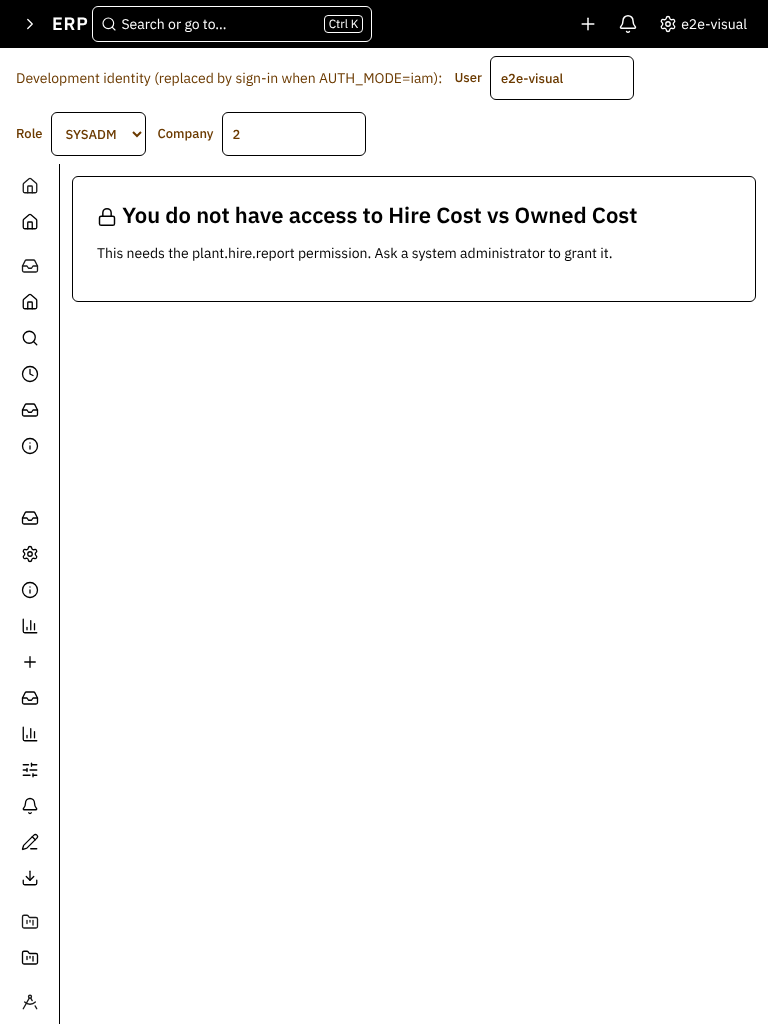 ERP
Search or go to...
Ctrl K
e2e-visual
Development identity (replaced by sign-in when AUTH_MODE=iam):
User
e2e-visual
Role
SYSADM
Company
2
You do not have access to Hire Cost vs Owned Cost
This needs the plant.hire.report permission. Ask a system administrator to grant it.